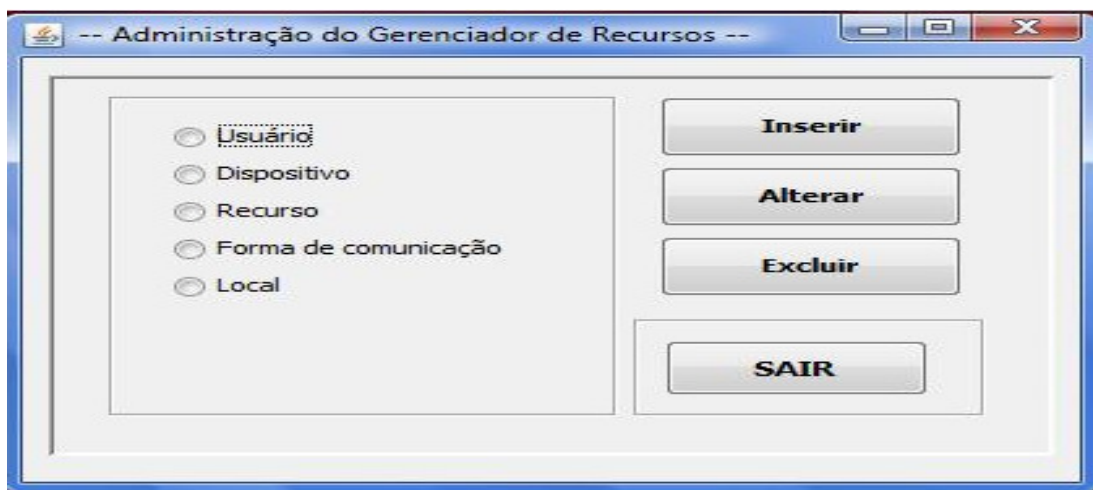 -- Administração do Gerenciador de Recursos --
Usuário
Dispositivo
Recurso
Forma de comunicação
Local
Inserir
Alterar
Excluir
SAIR